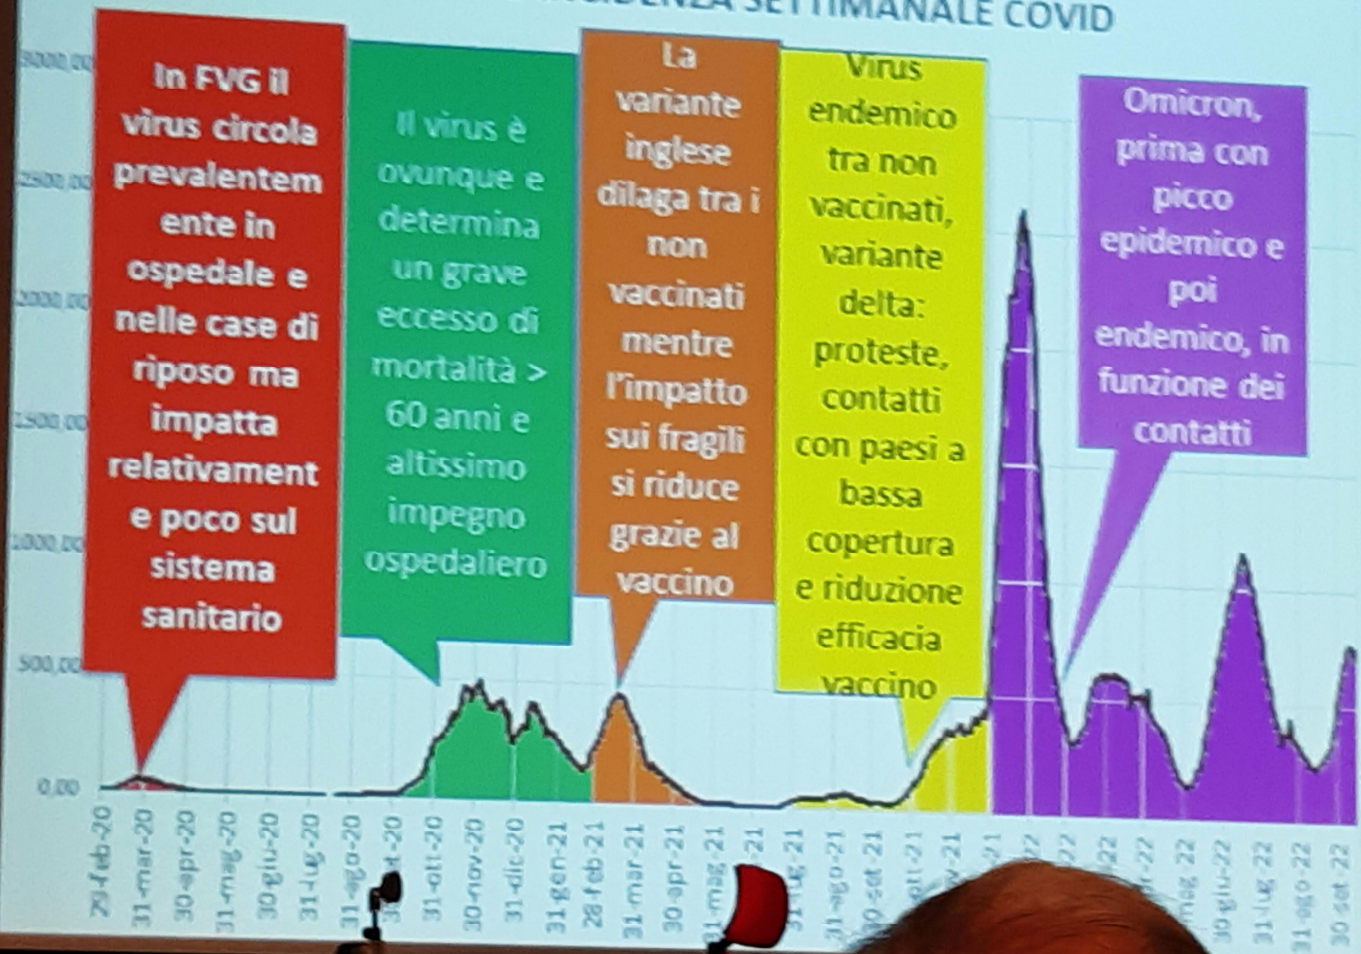 SETTIMANALE COVID
3000,00
2500,00
2000,00
1500,00
1000,00
500,00
0,00
In FVG il
virus circola
prevalentem
ente in
ospedale e
nelle case di
riposo ma
impatta
relativament
e poco sul
sistema
sanitario
Il virus è
ovunque e
determina
un grave
eccesso di
mortalità >
60 anni e
altissimo
impegno
ospedaliero
La
variante
inglese
dilaga tra i
non
vaccinati
mentre
l'impatto
sui fragili
si riduce
grazie al
vaccino
Virus
endemico
tra non
vaccinati,
variante
delta:
proteste,
contatti
con paesi a
bassa
copertura
e riduzione
efficacia
vaccino
Omicron,
prima con
picco
epidemico e
poi
endemico, in
funzione dei
contatti
29-feb-20
31-mar-20
30-apr-20
31-mag-20
30-giu-20
31-lug-20
31-ago-20
31-ott-20
30-nov-20
31-dic-20
31-gen-21
28-feb-21
31-mar-21
30-apr-21
31-mag-21
31-ago-21
30-set-21
30-giu-22
31-lug-22
31-ago-22
30-set-22